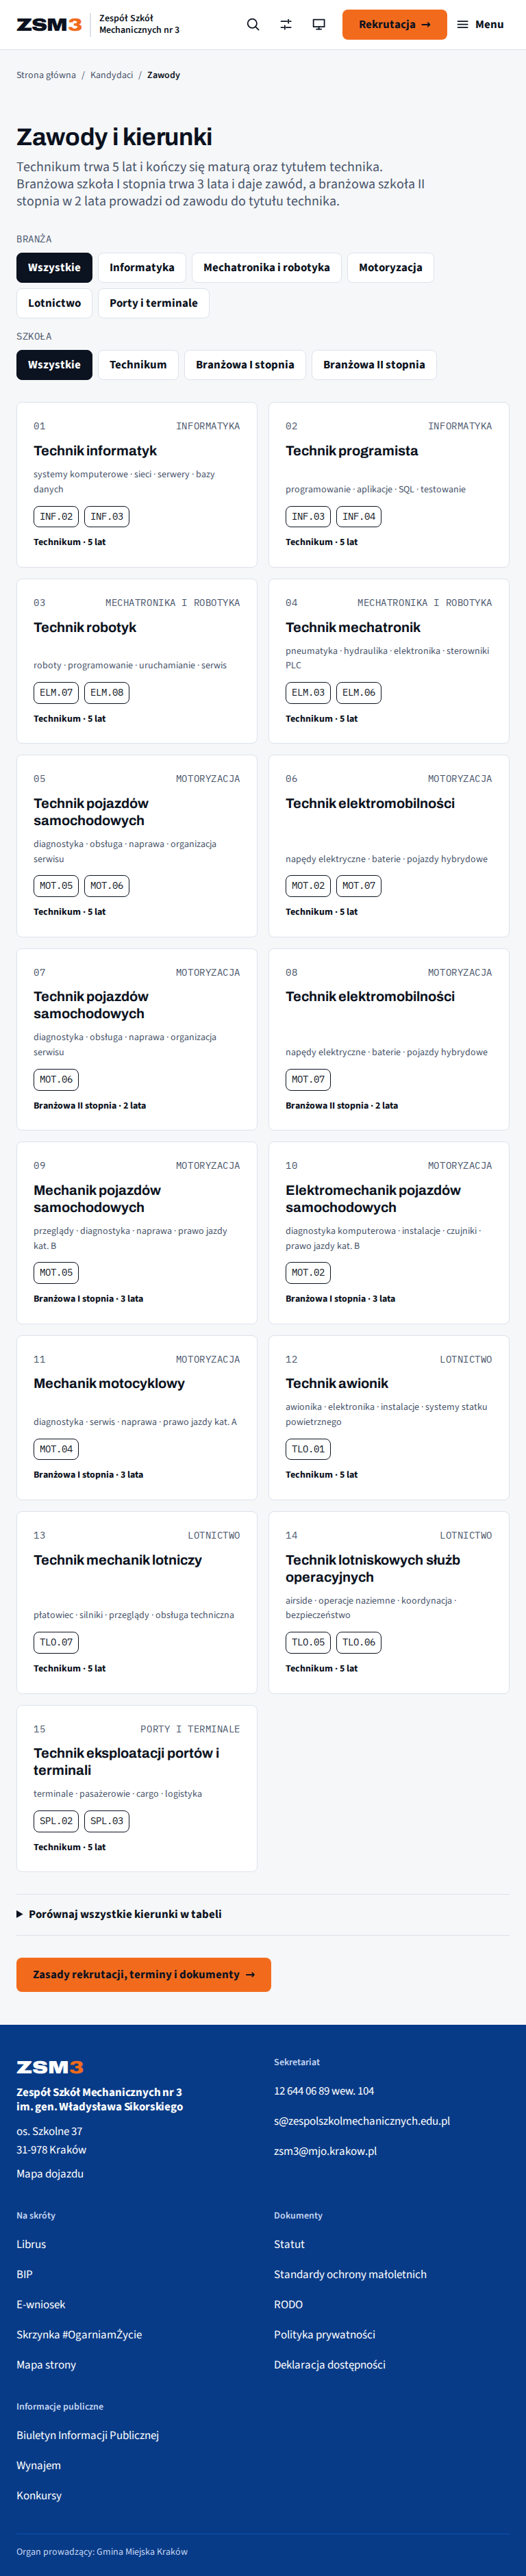 ZSM3
Zespół Szkół
Mechanicznych nr 3
Rekrutacja →
Menu
Strona główna / Kandydaci / Zawody
Zawody i kierunki
Technikum trwa 5 lat i kończy się maturą oraz tytułem technika.
Branżowa szkoła I stopnia trwa 3 lata i daje zawód, a branżowa szkoła II
stopnia w 2 lata prowadzi od zawodu do tytułu technika.
BRANŻA
Wszystkie
Informatyka
Mechatronika i robotyka
Motoryzacja
Lotnictwo
Porty i terminale
SZKOŁA
Wszystkie
Technikum
Branżowa I stopnia
Branżowa II stopnia
01 INFORMATYKA
Technik informatyk
systemy komputerowe · sieci · serwery · bazy
danych
INF.02 INF.03
Technikum · 5 lat
02 INFORMATYKA
Technik programista
programowanie · aplikacje · SQL · testowanie
INF.03 INF.04
Technikum · 5 lat
03 MECHATRONIKA I ROBOTYKA
Technik robotyk
roboty · programowanie · uruchamianie · serwis
ELM.07 ELM.08
Technikum · 5 lat
04 MECHATRONIKA I ROBOTYKA
Technik mechatronik
pneumatyka · hydraulika · elektronika · sterowniki
PLC
ELM.03 ELM.06
Technikum · 5 lat
05 MOTORYZACJA
Technik pojazdów
samochodowych
diagnostyka · obsługa · naprawa · organizacja
serwisu
MOT.05 MOT.06
Technikum · 5 lat
06 MOTORYZACJA
Technik elektromobilności
napędy elektryczne · baterie · pojazdy hybrydowe
MOT.02 MOT.07
Technikum · 5 lat
07 MOTORYZACJA
Technik pojazdów
samochodowych
diagnostyka · obsługa · naprawa · organizacja
serwisu
MOT.06
Branżowa II stopnia · 2 lata
08 MOTORYZACJA
Technik elektromobilności
napędy elektryczne · baterie · pojazdy hybrydowe
MOT.07
Branżowa II stopnia · 2 lata
09 MOTORYZACJA
Mechanik pojazdów
samochodowych
przeglądy · diagnostyka · naprawa · prawo jazdy
kat. B
MOT.05
Branżowa I stopnia · 3 lata
10 MOTORYZACJA
Elektromechanik pojazdów
samochodowych
diagnostyka komputerowa · instalacje · czujniki ·
prawo jazdy kat. B
MOT.02
Branżowa I stopnia · 3 lata
11 MOTORYZACJA
Mechanik motocyklowy
diagnostyka · serwis · naprawa · prawo jazdy kat. A
MOT.04
Branżowa I stopnia · 3 lata
12 LOTNICTWO
Technik awionik
awionika · elektronika · instalacje · systemy statku
powietrznego
TLO.01
Technikum · 5 lat
13 LOTNICTWO
Technik mechanik lotniczy
płatowiec · silniki · przeglądy · obsługa techniczna
TLO.07
Technikum · 5 lat
14 LOTNICTWO
Technik lotniskowych służb
operacyjnych
airside · operacje naziemne · koordynacja ·
bezpieczeństwo
TLO.05 TLO.06
Technikum · 5 lat
15 PORTY I TERMINALE
Technik eksploatacji portów i
terminali
terminale · pasażerowie · cargo · logistyka
SPL.02 SPL.03
Technikum · 5 lat
Porównaj wszystkie kierunki w tabeli
Zasady rekrutacji, terminy i dokumenty →
ZSM3
Zespół Szkół Mechanicznych nr 3
im. gen. Władysława Sikorskiego
os. Szkolne 37
31-978 Kraków
Mapa dojazdu
Sekretariat
12 644 06 89 wew. 104
s@zespolszkolmechanicznych.edu.pl
zsm3@mjo.krakow.pl
Na skróty
Librus
BIP
E-wniosek
Skrzynka #OgarniamŻycie
Mapa strony
Dokumenty
Statut
Standardy ochrony małoletnich
RODO
Polityka prywatności
Deklaracja dostępności
Informacje publiczne
Biuletyn Informacji Publicznej
Wynajem
Konkursy
Organ prowadzący: Gmina Miejska Kraków